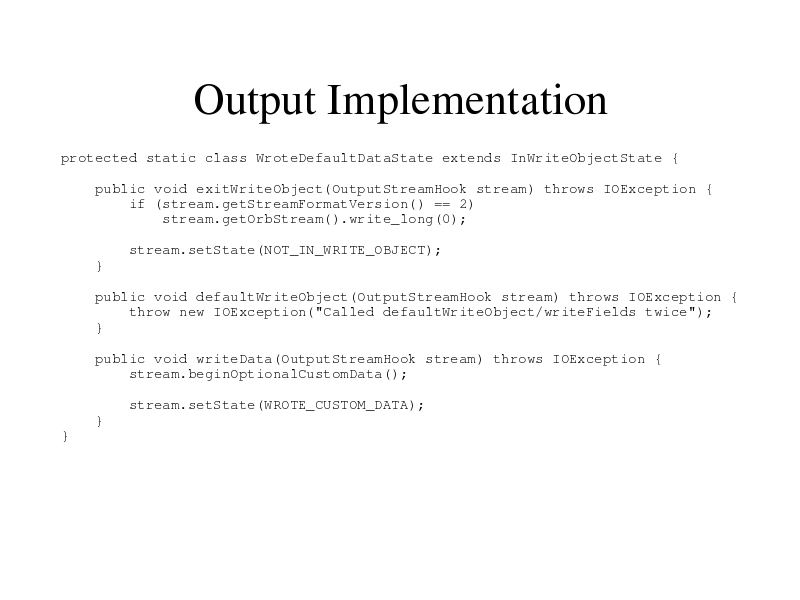 Output Implementation
protected static class WroteDefaultDataState extends InWriteObjectState {
public void exitWriteObject(OutputStreamHook stream) throws IOException {
if (stream.getStreamFormatVersion() == 2)
stream.getOrbStream().write_long(0);
stream.setState(NOT_IN_WRITE_OBJECT);
}
public void defaultWriteObject(OutputStreamHook stream) throws IOException {
throw new IOException("Called defaultWriteObject/writeFields twice");
}
public void writeData(OutputStreamHook stream) throws IOException {
stream.beginOptionalCustomData();
stream.setState(WROTE_CUSTOM_DATA);
}
}